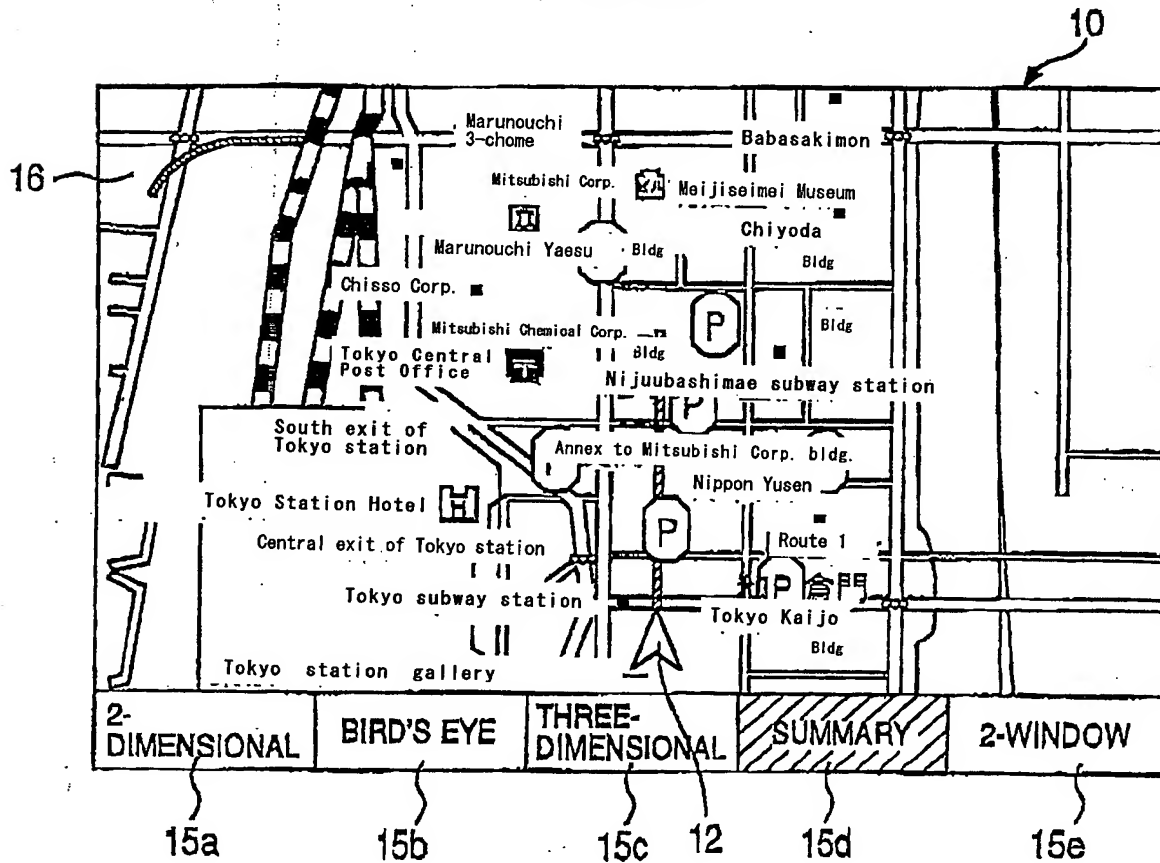 10
16
Marunouchi
3-chome
Babasakimon
Mitsubishi Corp.
Meijiseimei Museum
Chiyoda
Marunouchi Yaesu
Bldg
Bldg
Chisso Corp.
P
Bldg
Mitsubishi Chemical Corp.
Bldg
Tokyo Central
Post Office
Nijuubashimae subway station
P
South exit of
Tokyo station
Annex to Mitsubishi Corp. bldg.
Nippon Yusen
Tokyo Station Hotel
H
P
Route 1
Central exit of Tokyo station
P
Tokyo subway station
Tokyo Kaijo
Bldg
Tokyo station gallery
2-
DIMENSIONAL
BIRD'S EYE
THREE-
DIMENSIONAL
SUMMARY
2-WINDOW
15a
15b
15c
12
15d
15e